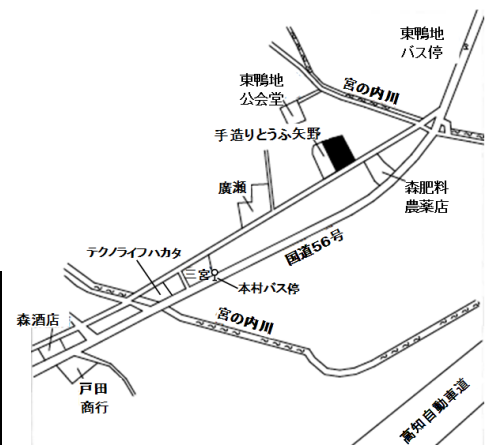 東鴨地
バス停
東鴨地
公会堂
宮の内川
手造りとうふ矢野
廣瀬
森肥料
農薬店
国道56号
テクノライフハカタ
三宮
本村バス停
宮の内川
森酒店
戸田
商行
高知自動車道